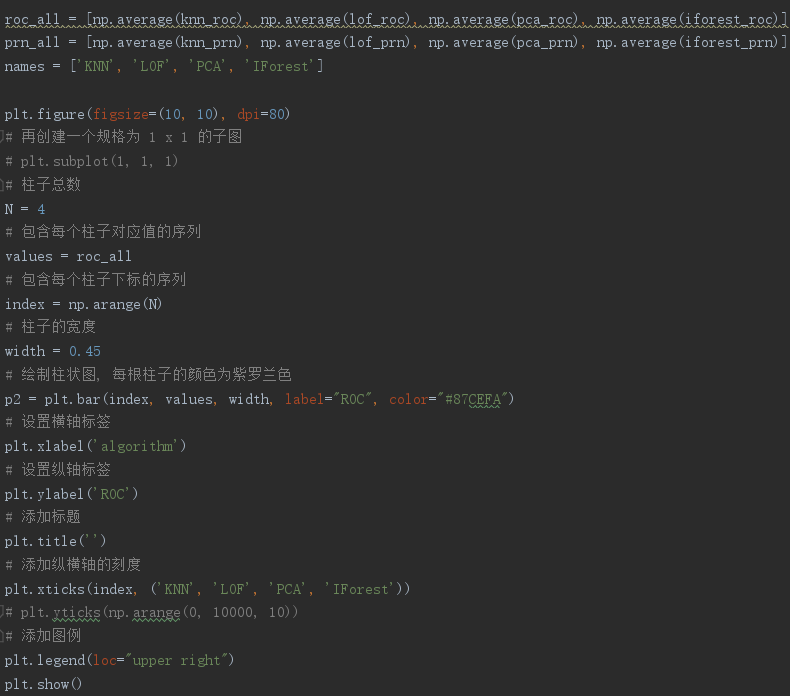 roc_all = [np.average(knn_roc), np.average(lof_roc), np.average(pca_roc), np.average(iforest_roc)]
prn_all = [np.average(knn_prn), np.average(lof_prn), np.average(pca_prn), np.average(iforest_prn)]
names = ['KNN', 'LOF', 'PCA', 'IForest']
plt.figure(figsize=(10, 10), dpi=80)
# 再创建一个规格为 1 x 1 的子图
# plt.subplot(1, 1, 1)
# 柱子总数
N = 4
# 包含每个柱子对应值的序列
values = roc_all
# 包含每个柱子下标的序列
index = np.arange(N)
# 柱子的宽度
width = 0.45
# 绘制柱状图, 每根柱子的颜色为紫罗兰色
p2 = plt.bar(index, values, width, label="ROC", color="#87CEFA")
# 设置横轴标签
plt.xlabel('algorithm')
# 设置纵轴标签
plt.ylabel('ROC')
# 添加标题
plt.title('')
# 添加纵横轴的刻度
plt.xticks(index, ('KNN', 'LOF', 'PCA', 'IForest'))
# plt.yticks(np.arange(0, 10000, 10))
# 添加图例
plt.legend(loc="upper right")
plt.show()